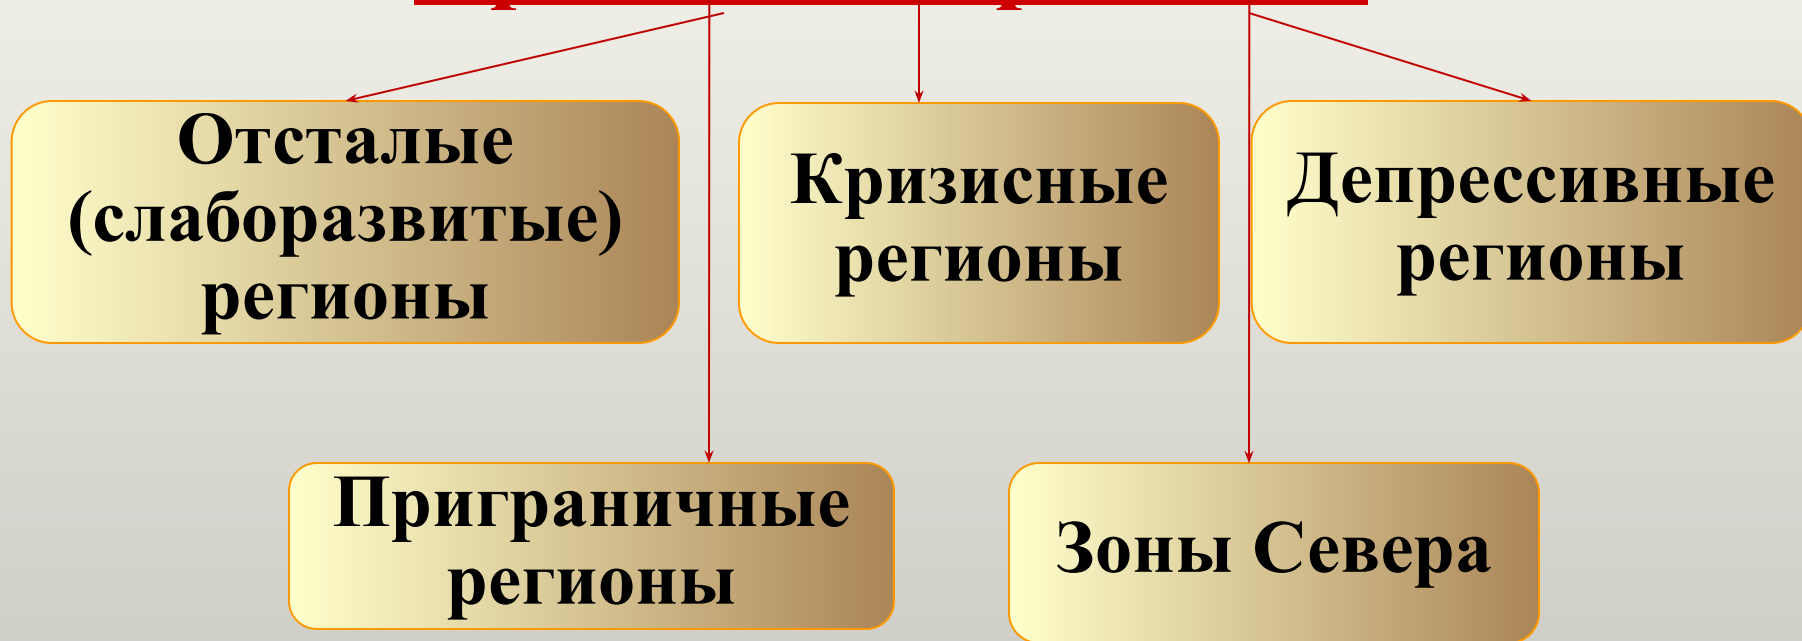 Отсталые
(слаборазвитые)
регионы
Кризисные
регионы
Депрессивные
регионы
Приграничные
регионы
Зоны Севера